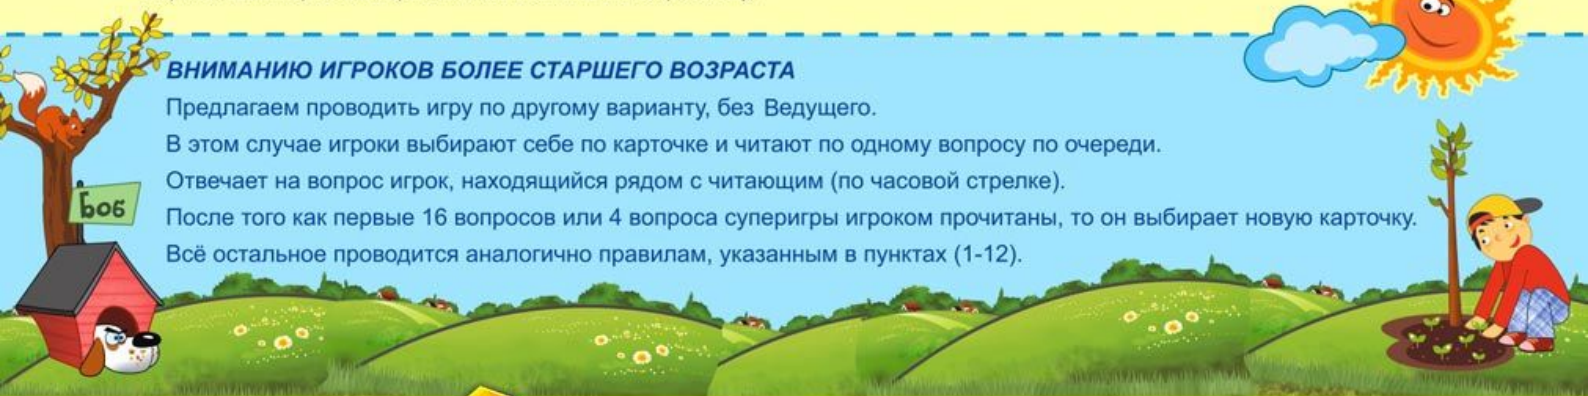 ВНИМАНИЮ ИГРОКОВ БОЛЕЕ СТАРШЕГО ВОЗРАСТА
Предлагаем проводить игру по другому варианту, без Ведущего.
В этом случае игроки выбирают себе по карточке и читают по одному вопросу по очереди.
Отвечает на вопрос игрок, находящийся рядом с читающим (по часовой стрелке).
Боб
После того как первые 16 вопросов или 4 вопроса суперигры игроком прочитаны, то он выбирает новую карточку.
Всё остальное проводится аналогично правилам, указанным в пунктах (1-12).